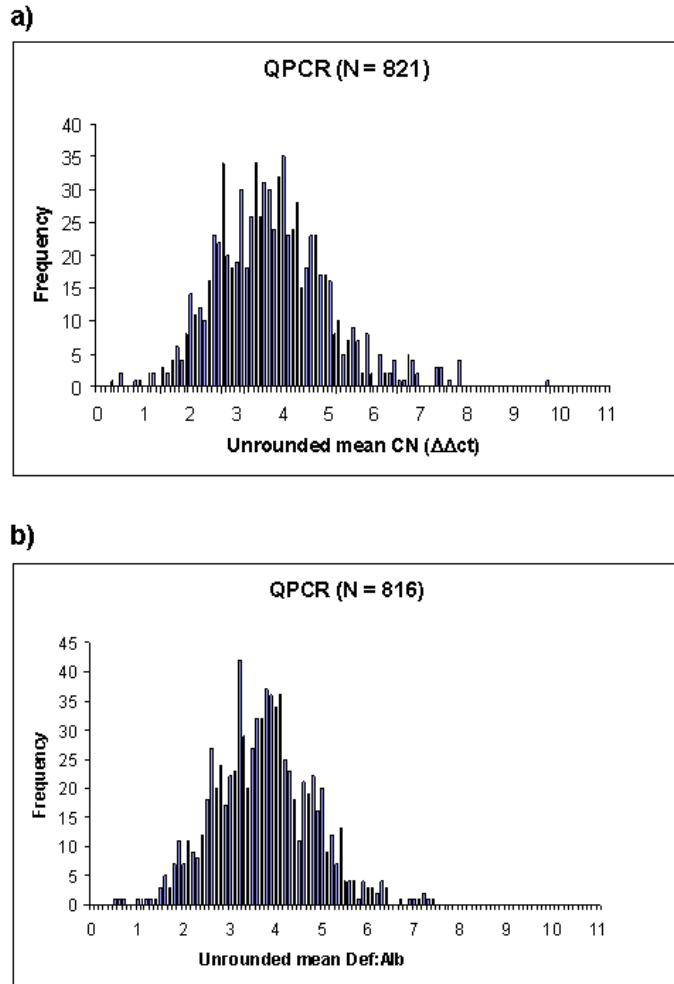 a)
QPCR (N = 821)
40
35
30
25
20
15
10
5
0
Frequency
0 1 2 3 4 5 6 7 8 9 10 11
Unrounded mean CN (ΔΔct)
b)
QPCR (N = 816)
45
40
35
30
25
20
15
10
5
0
Frequency
0 1 2 3 4 5 6 7 8 9 10 11
Unrounded mean Def:Alb